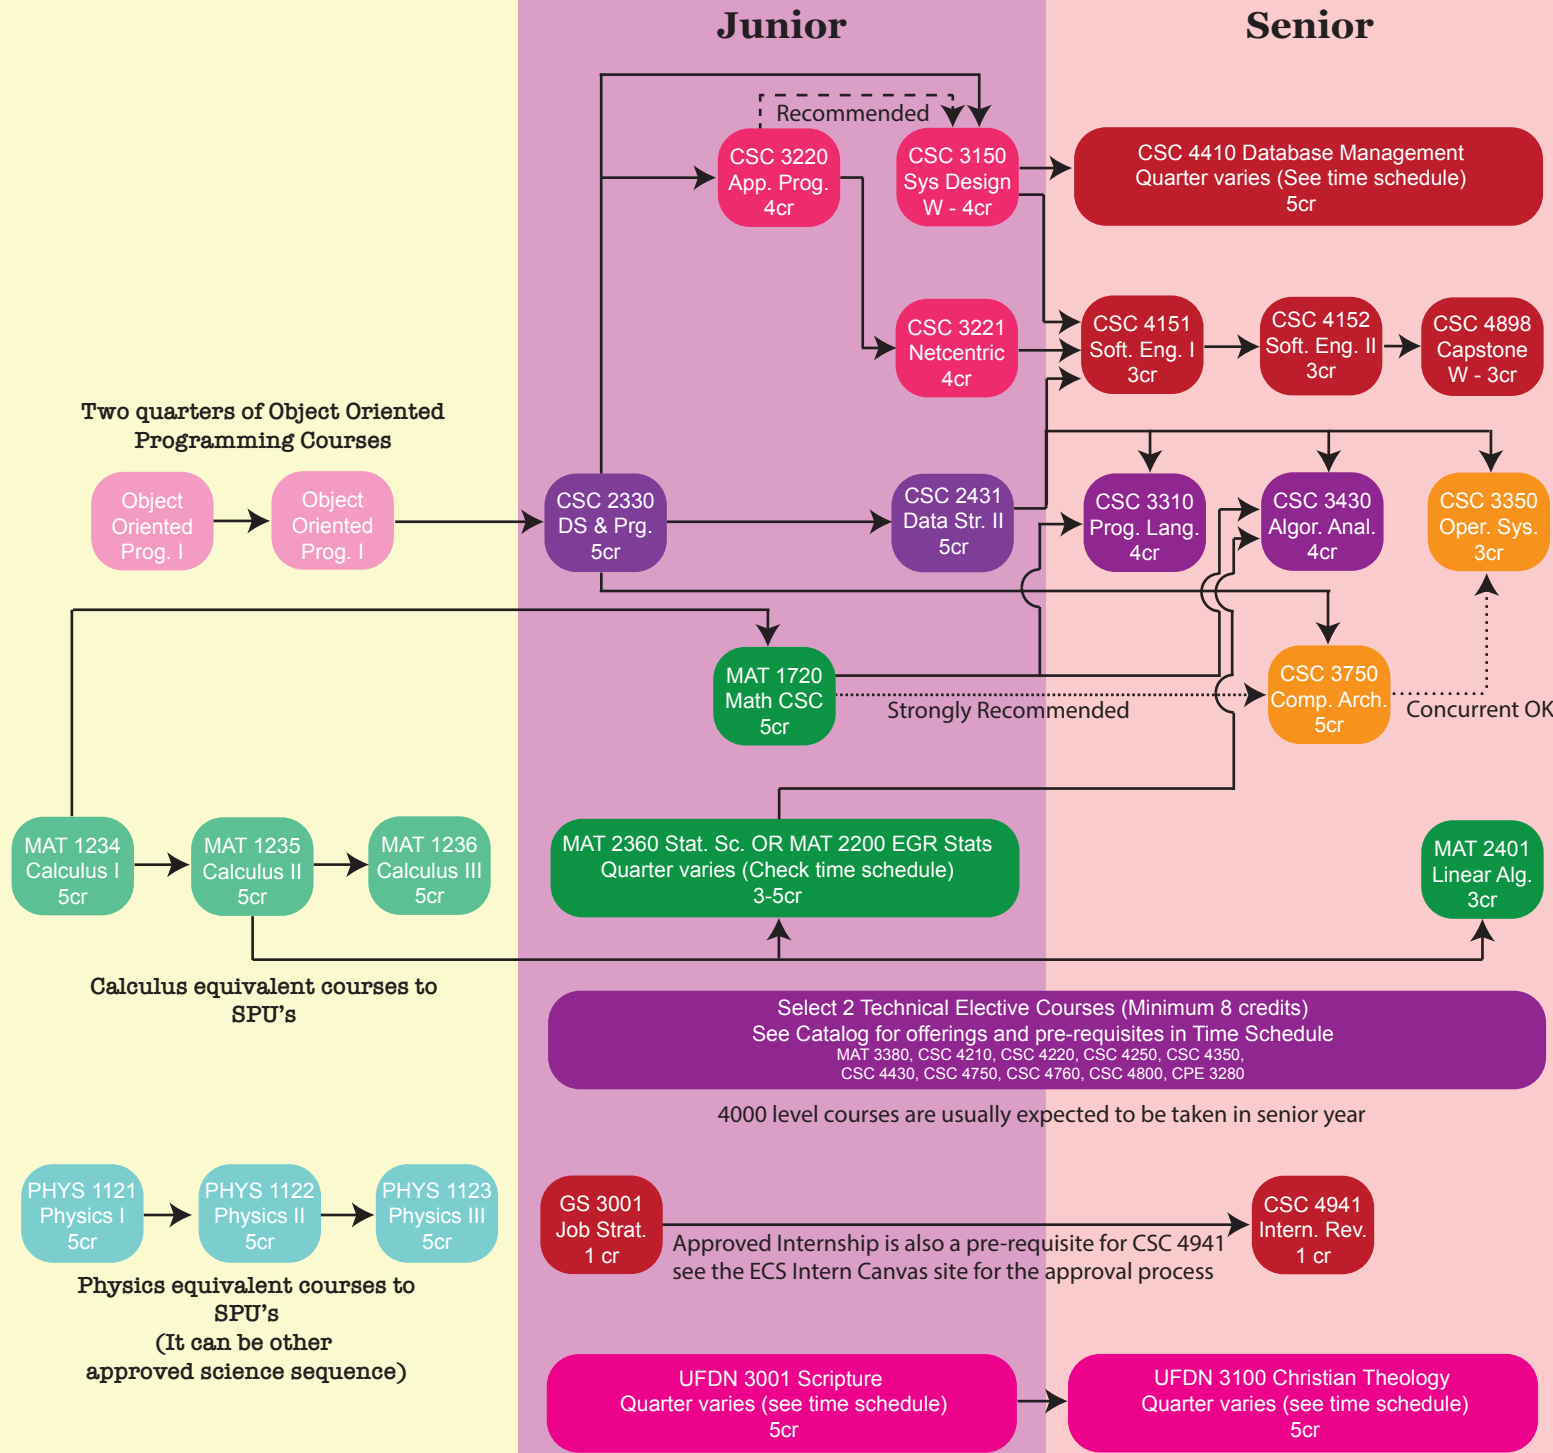 Junior
Senior
Recommended
CSC 3220
App. Prog.
4cr
CSC 3150
Sys Design
W - 4cr
CSC 4410 Database Management
Quarter varies (See time schedule)
5cr
CSC 3221
Netcentric
4cr
CSC 4151
Soft. Eng. I
3cr
CSC 4152
Soft. Eng. II
3cr
CSC 4898
Capstone
W - 3cr
Two quarters of Object Oriented
Programming Courses
Object
Oriented
Prog. I
Object
Oriented
Prog. I
CSC 2330
DS & Prg.
5cr
CSC 2431
Data Str. II
5cr
CSC 3310
Prog. Lang.
4cr
CSC 3430
Algor. Anal.
4cr
CSC 3350
Oper. Sys.
3cr
MAT 1720
Math CSC
5cr
Strongly Recommended
CSC 3750
Comp. Arch.
5cr
Concurrent OK
MAT 1234
Calculus I
5cr
MAT 1235
Calculus II
5cr
MAT 1236
Calculus III
5cr
MAT 2360 Stat. Sc. OR MAT 2200 EGR Stats
Quarter varies (Check time schedule)
3-5cr
MAT 2401
Linear Alg.
3cr
Calculus equivalent courses to
SPU's
Select 2 Technical Elective Courses (Minimum 8 credits)
See Catalog for offerings and pre-requisites in Time Schedule
MAT 3380, CSC 4210, CSC 4220, CSC 4250, CSC 4350,
CSC 4430, CSC 4750, CSC 4760, CSC 4800, CPE 3280
4000 level courses are usually expected to be taken in senior year
PHYS 1121
Physics I
5cr
PHYS 1122
Physics II
5cr
PHYS 1123
Physics III
5cr
GS 3001
Job Strat.
1 cr
Approved Internship is also a pre-requisite for CSC 4941
see the ECS Intern Canvas site for the approval process
CSC 4941
Intern. Rev.
1 cr
Physics equivalent courses to
SPU's
(It can be other
approved science sequence)
UFDN 3001 Scripture
Quarter varies (see time schedule)
5cr
UFDN 3100 Christian Theology
Quarter varies (see time schedule)
5cr